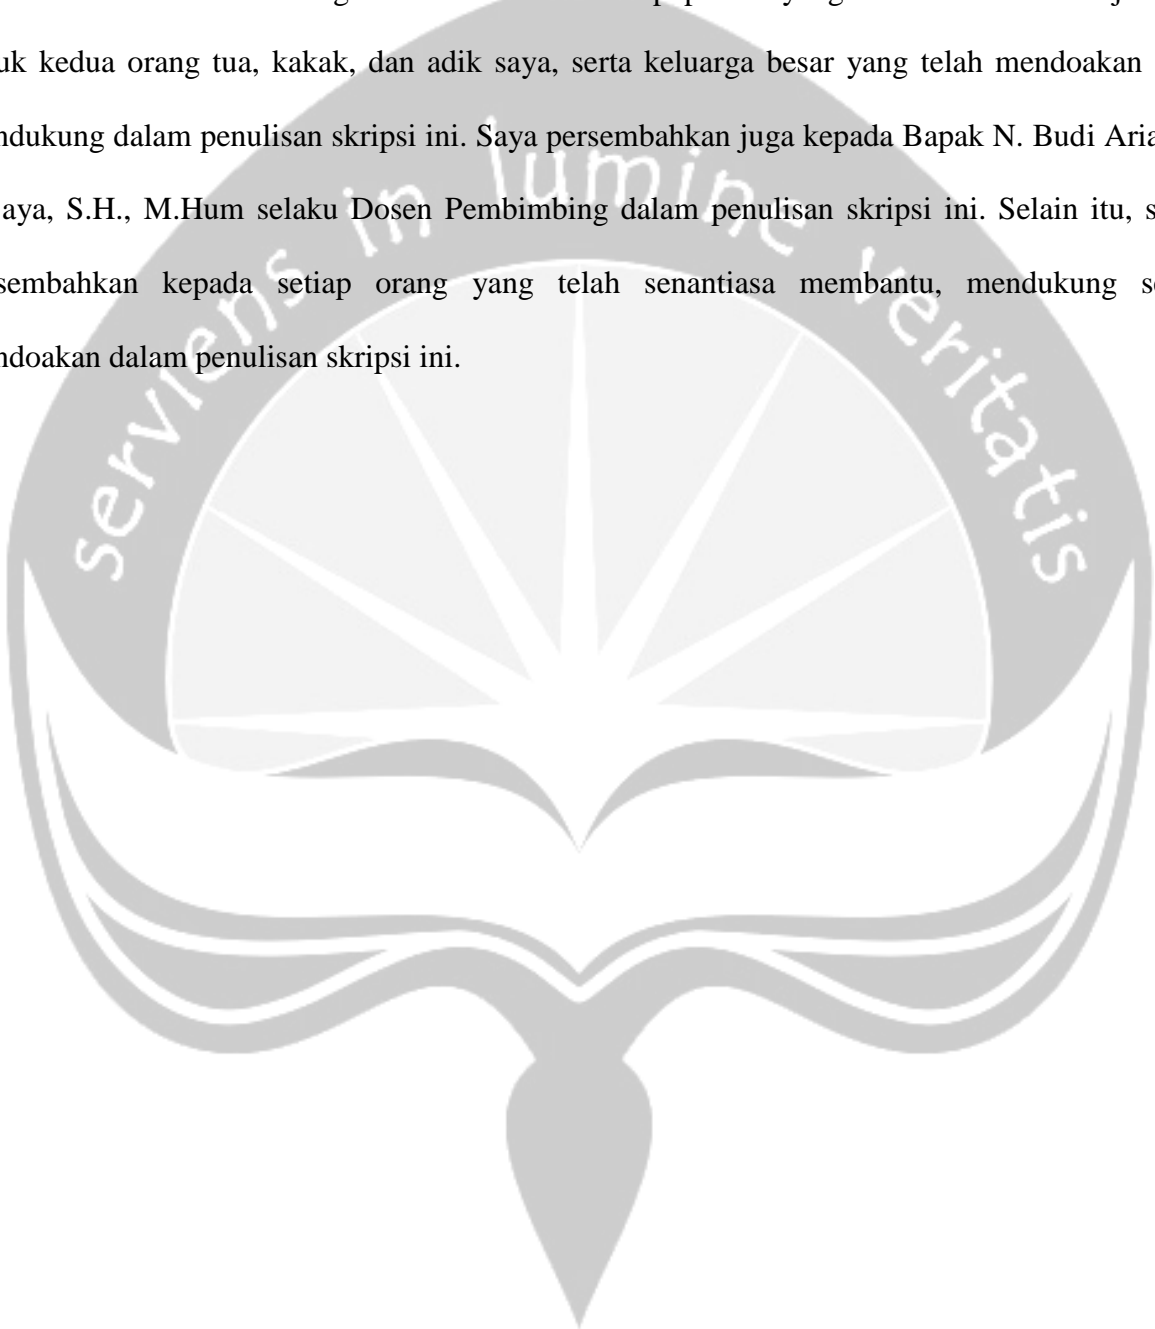 uk kedua orang tua, kakak, dan adik saya, serta keluarga besar yang telah mendoakan
ndukung dalam penulisan skripsi ini. Saya persembahkan juga kepada Bapak N. Budi Aria
aya, S.H., M.Hum selaku Dosen Pembimbing dalam penulisan skripsi ini. Selain itu, s
sembahkan kepada setiap orang yang telah senantiasa membantu, mendukung se
ndoakan dalam penulisan skripsi ini.
serviens in lumine veritatis